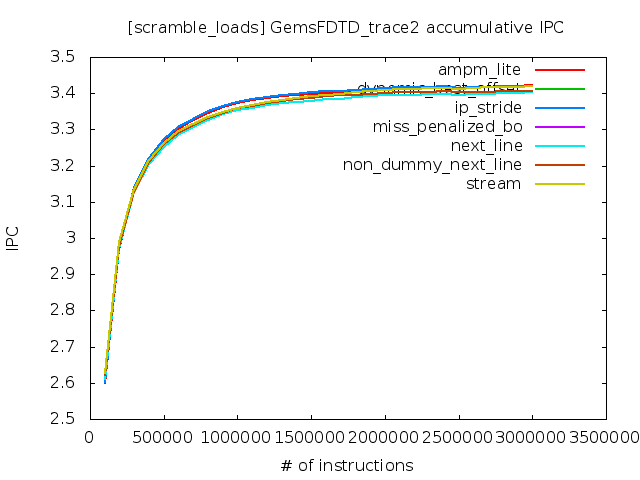 [scramble_loads] GemsFDTD_trace2 accumulative IPC
3.5
3.4
3.3
3.2
3.1
3
2.9
2.8
2.7
2.6
2.5
IPC
ampm_lite
dynamic_best_offset
ip_stride
miss_penalized_bo
next_line
non_dummy_next_line
stream
0 500000 1000000 1500000 2000000 2500000 3000000 3500000
# of instructions